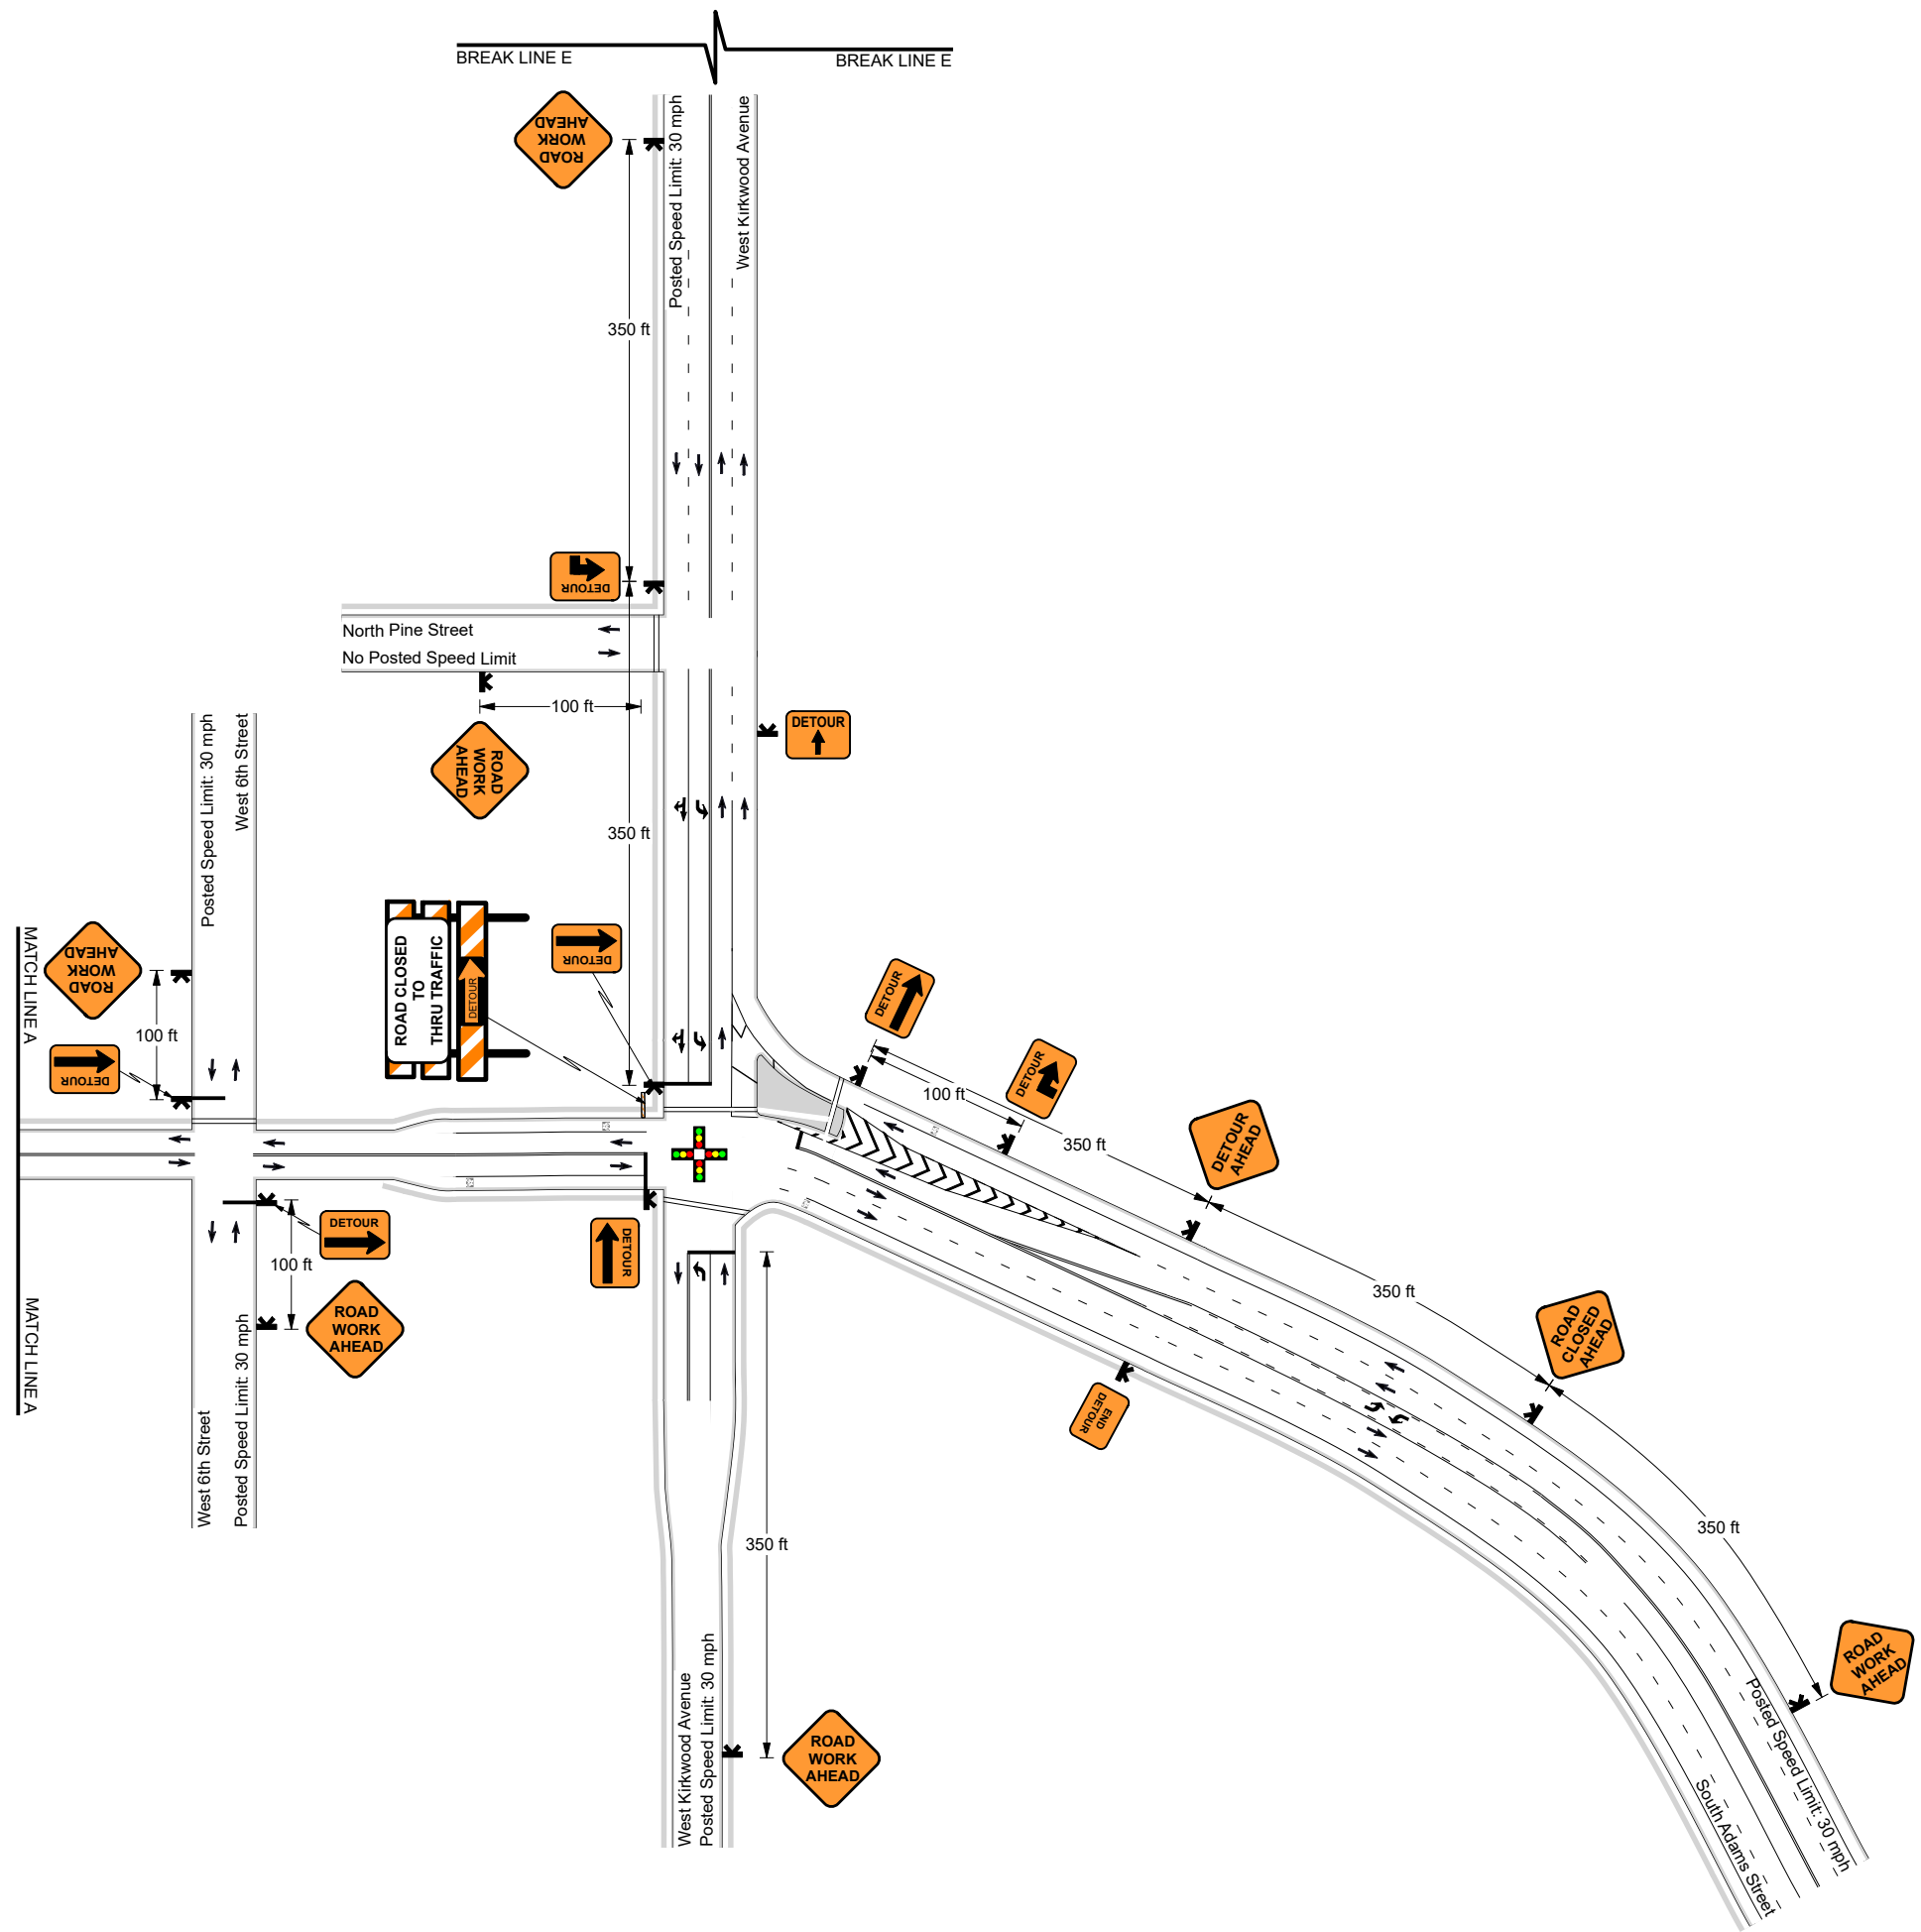 BREAK LINE E
BREAK LINE E
ROAD
WORK
AHEAD
Posted Speed Limit: 30 mph
West Kirkwood Avenue
350 ft
DETOUR
North Pine Street
No Posted Speed Limit
100 ft
ROAD
WORK
AHEAD
DETOUR
Posted Speed Limit: 30 mph
West 6th Street
350 ft
MATCH LINE A
ROAD
WORK
AHEAD
100 ft
DETOUR
ROAD CLOSED
TO
THRU TRAFFIC
DETOUR
DETOUR
DETOUR
100 ft
DETOUR
350 ft
DETOUR
AHEAD
350 ft
ROAD
CLOSED
AHEAD
350 ft
ROAD
WORK
AHEAD
DETOUR
100 ft
ROAD
WORK
AHEAD
DETOUR
MATCH LINE A
West 6th Street
Posted Speed Limit: 30 mph
END
DETOUR
350 ft
West Kirkwood Avenue
Posted Speed Limit: 30 mph
ROAD
WORK
AHEAD
Posted Speed Limit: 30 mph
South Adams Street